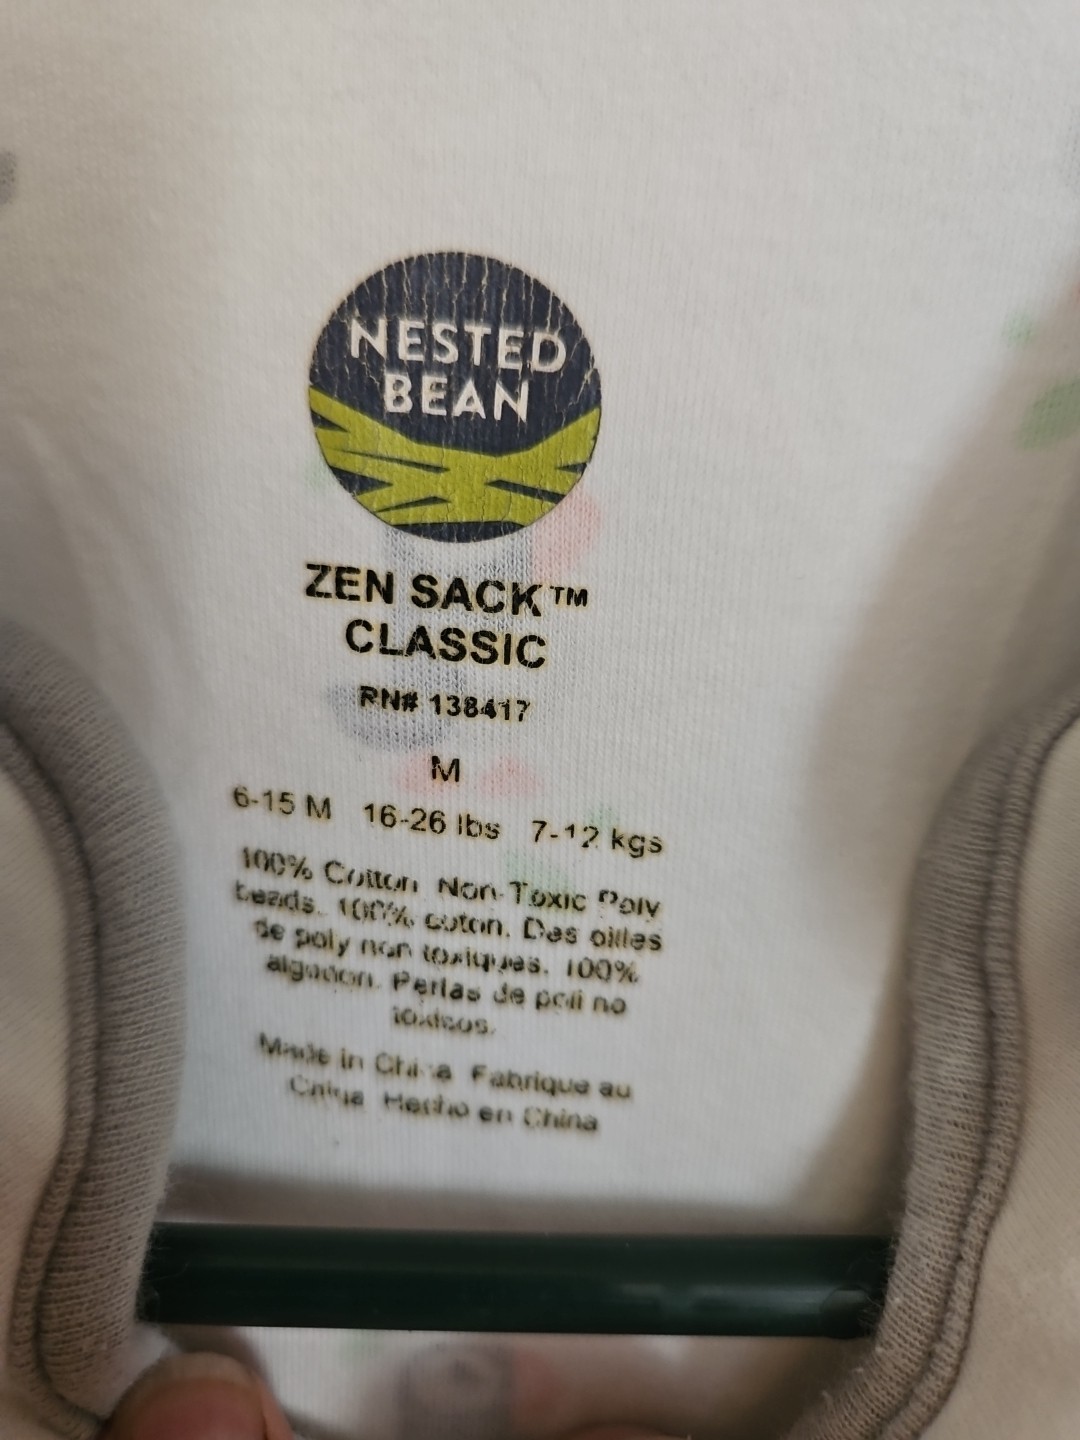 NESTED
BEAN
ZEN SACK™
CLASSIC
RN# 138417
M
6-15 M 16-26 lbs 7-12 kgs
100% Cotton Non-Toxic Poly
beads. 100% coton. Des billes
de poly non toxiques. 100%
algodon. Perlas de poli no
toxicos.
Made in China Fabrique au
China Hecho en China